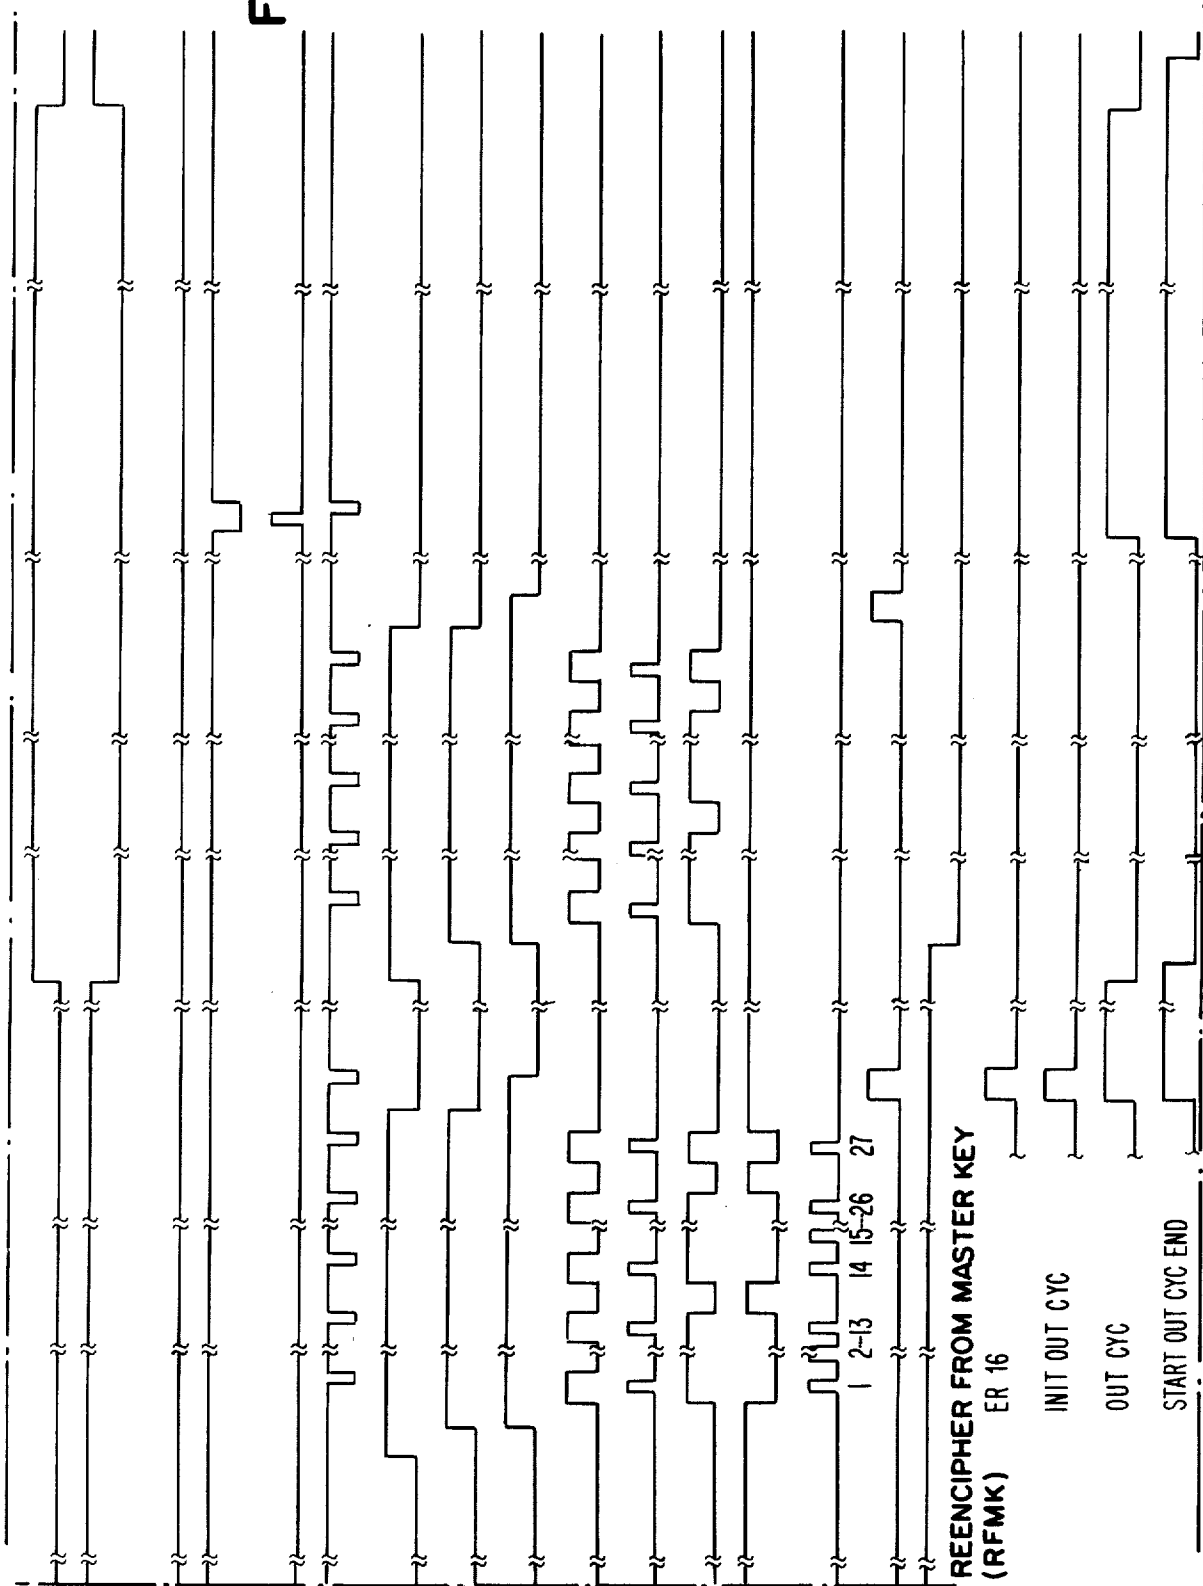 F
1 2-13 14 15-26 27
REENCIPHER FROM MASTER KEY
(RFMK) ER 16
INIT OUT CYC
OUT CYC
START OUT CYC END